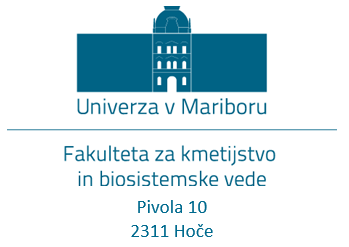 Univerza v Mariboru
Fakulteta za kmetijstvo
in biosistemske vede
Pivola 10
2311 Hoče